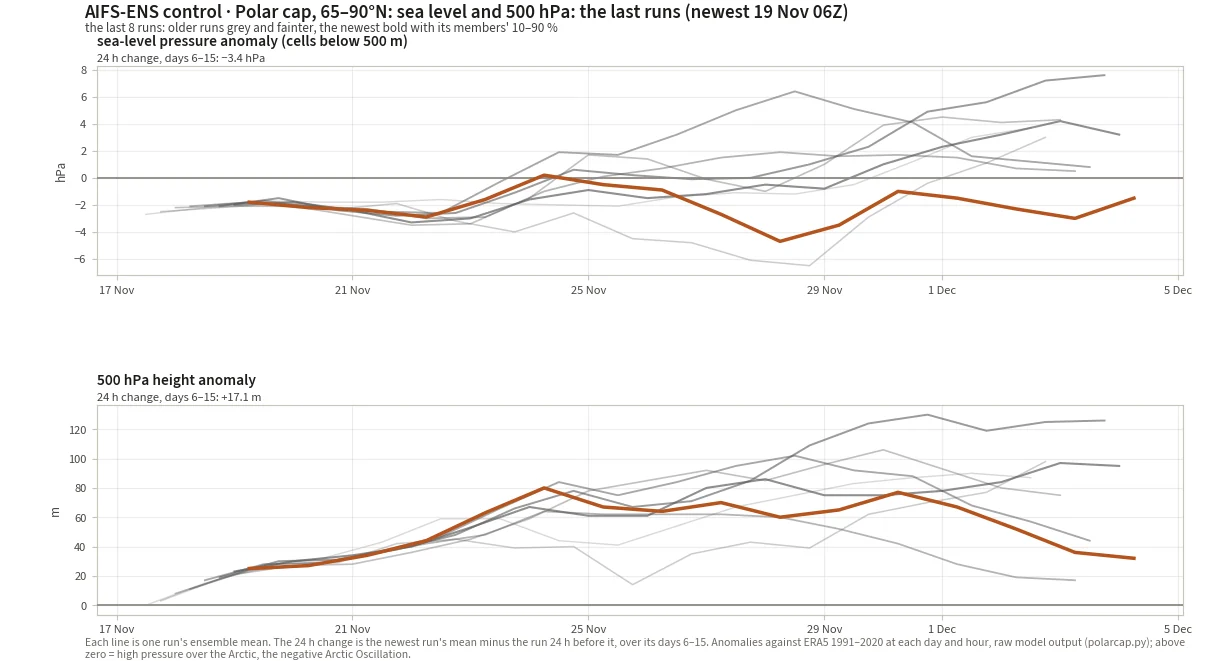 AIFS-ENS control · Polar cap, 65–90°N: sea level and 500 hPa: the last runs (newest 19 Nov 06Z)
the last 8 runs: older runs grey and fainter, the newest bold with its members' 10–90 %
sea-level pressure anomaly (cells below 500 m)
24 h change, days 6–15: −3.4 hPa
8
6
4
2
0
−2
−4
−6
hPa
17 Nov 21 Nov 25 Nov 29 Nov 1 Dec 5 Dec
500 hPa height anomaly
24 h change, days 6–15: +17.1 m
120
100
80
60
40
20
0
m
17 Nov 21 Nov 25 Nov 29 Nov 1 Dec 5 Dec
Each line is one run's ensemble mean. The 24 h change is the newest run's mean minus the run 24 h before it, over its days 6–15. Anomalies against ERA5 1991–2020 at each day and hour, raw model output (polarcap.py); above
zero = high pressure over the Arctic, the negative Arctic Oscillation.